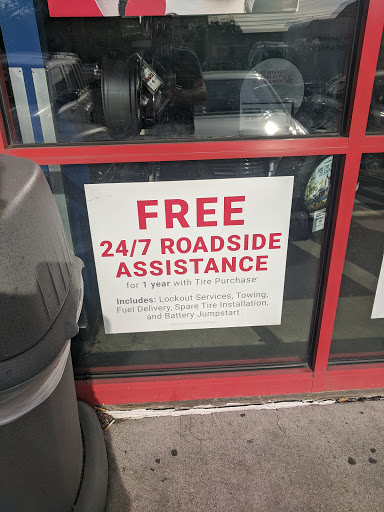 FREE
24/7 ROADSIDE
ASSISTANCE
for 1 year with Tire Purchase*
Includes: Lockout Services, Towing,
Fuel Delivery, Spare Tire Installation,
and Battery Jumpstart